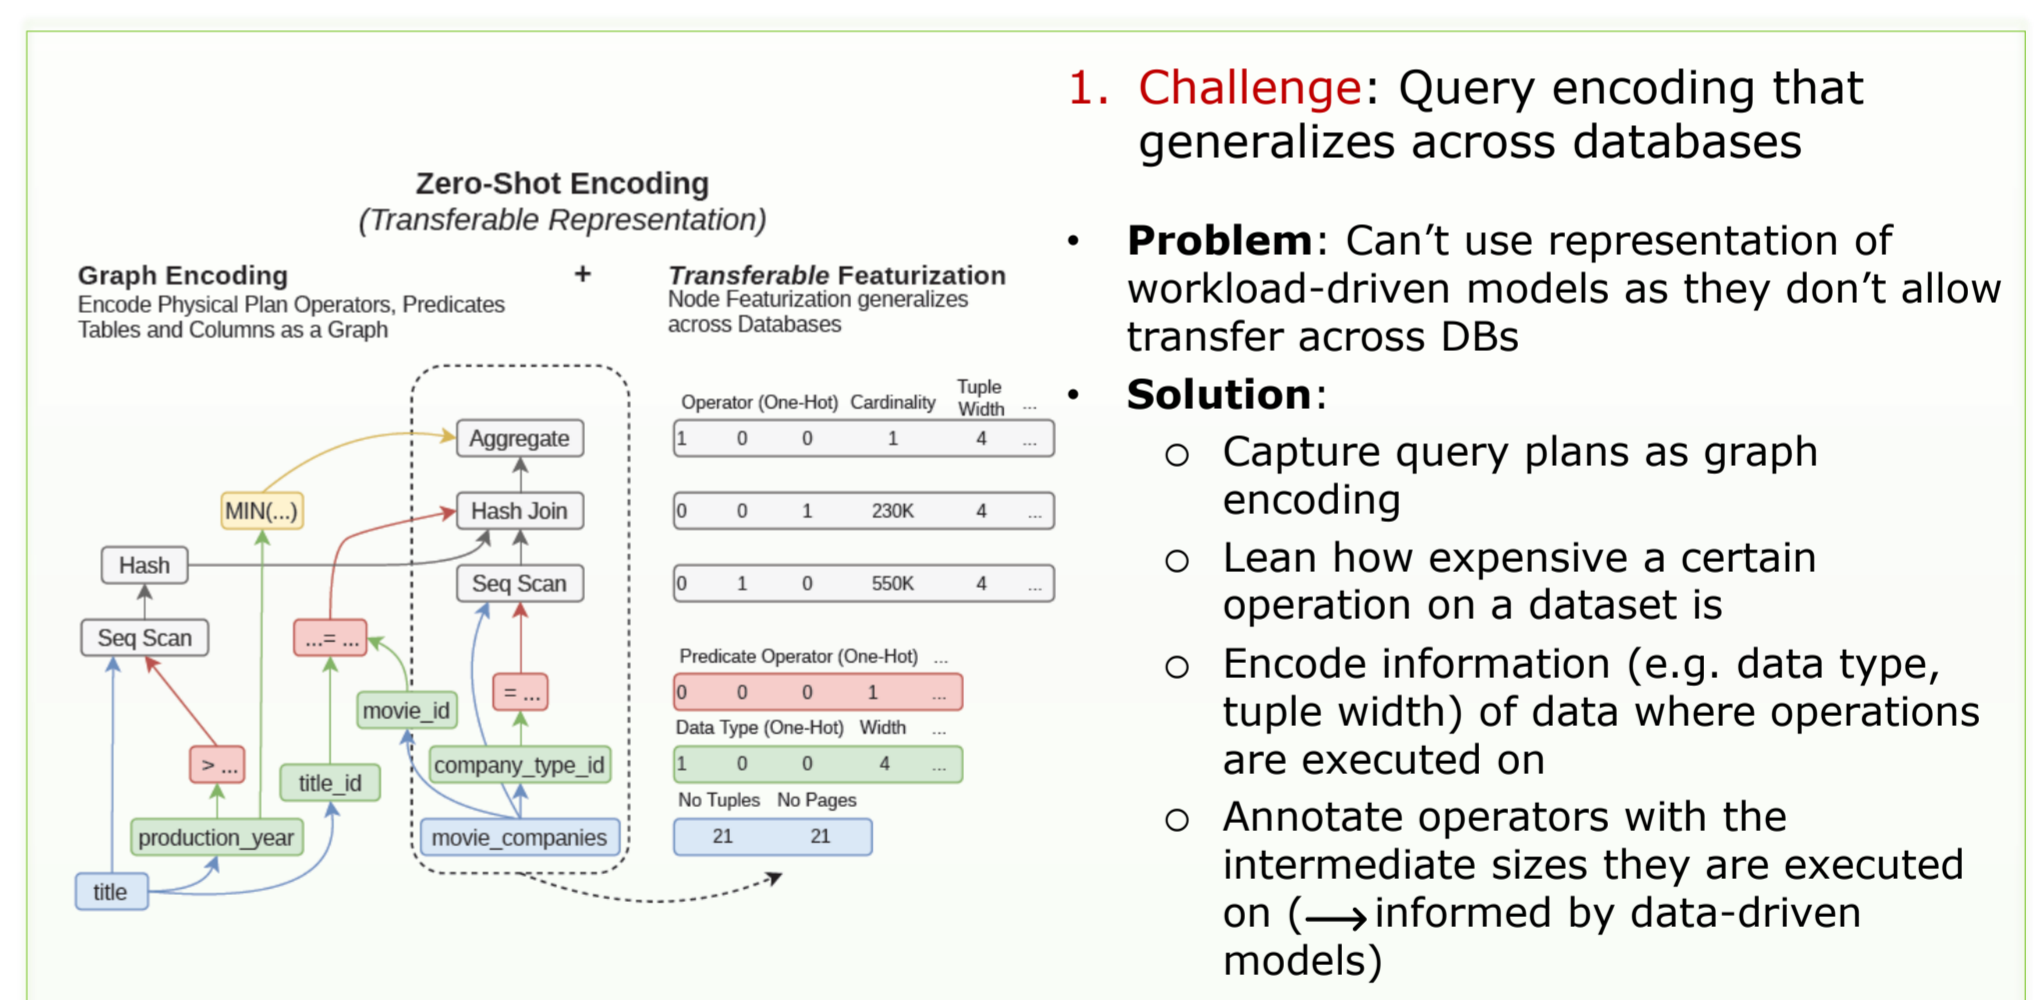 Zero-Shot Encoding
(Transferable Representation)
Graph Encoding
+
Transferable Featurization
Encode Physical Plan Operators, Predicates
Tables and Columns as a Graph
Node Featurization generalizes
across Databases
Aggregate
MIN(...)
Hash Join
Hash
Seq Scan
Seq Scan
...= ...
= ...
movie_id
> ...
title_id
company_type_id
production_year
movie_companies
title
Operator (One-Hot) Cardinality Tuple Width ...
1 0 0 1 4 ...
0 0 1 230K 4 ...
0 1 0 550K 4 ...
Predicate Operator (One-Hot) ...
0 0 0 1 ...
Data Type (One-Hot) Width ...
1 0 0 4 ...
No Tuples No Pages
21 21
1. Challenge: Query encoding that
generalizes across databases
• Problem: Can’t use representation of
workload-driven models as they don’t allow
transfer across DBs
• Solution:
o Capture query plans as graph
encoding
o Lean how expensive a certain
operation on a dataset is
o Encode information (e.g. data type,
tuple width) of data where operations
are executed on
o Annotate operators with the
intermediate sizes they are executed
on (→informed by data-driven
models)